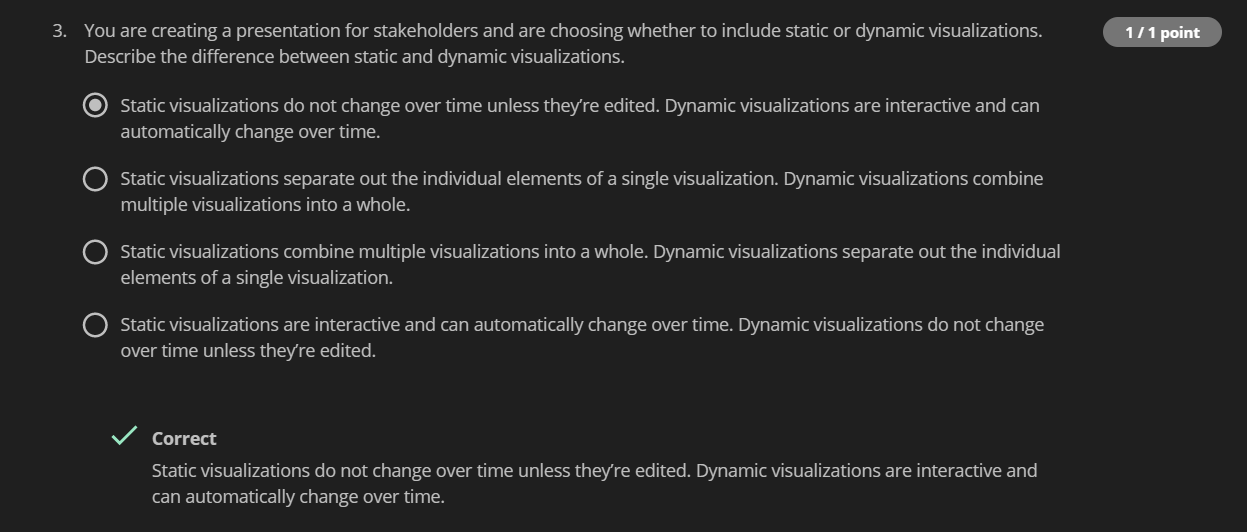 3. You are creating a presentation for stakeholders and are choosing whether to include static or dynamic visualizations.
Describe the difference between static and dynamic visualizations.
1 / 1 point
Static visualizations do not change over time unless they’re edited. Dynamic visualizations are interactive and can
automatically change over time.
Static visualizations separate out the individual elements of a single visualization. Dynamic visualizations combine
multiple visualizations into a whole.
Static visualizations combine multiple visualizations into a whole. Dynamic visualizations separate out the individual
elements of a single visualization.
Static visualizations are interactive and can automatically change over time. Dynamic visualizations do not change
over time unless they’re edited.
Correct
Static visualizations do not change over time unless they’re edited. Dynamic visualizations are interactive and
can automatically change over time.